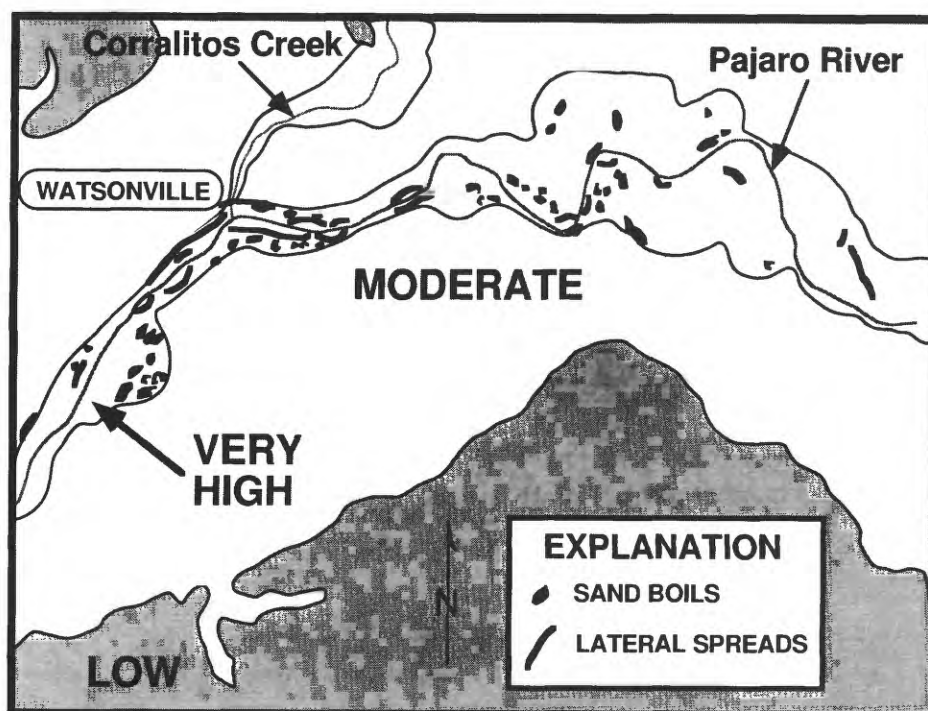 Corralitos Creek
Pajaro River
WATSONVILLE
MODERATE
VERY
HIGH
EXPLANATION
SAND BOILS
LATERAL SPREADS
N
LOW